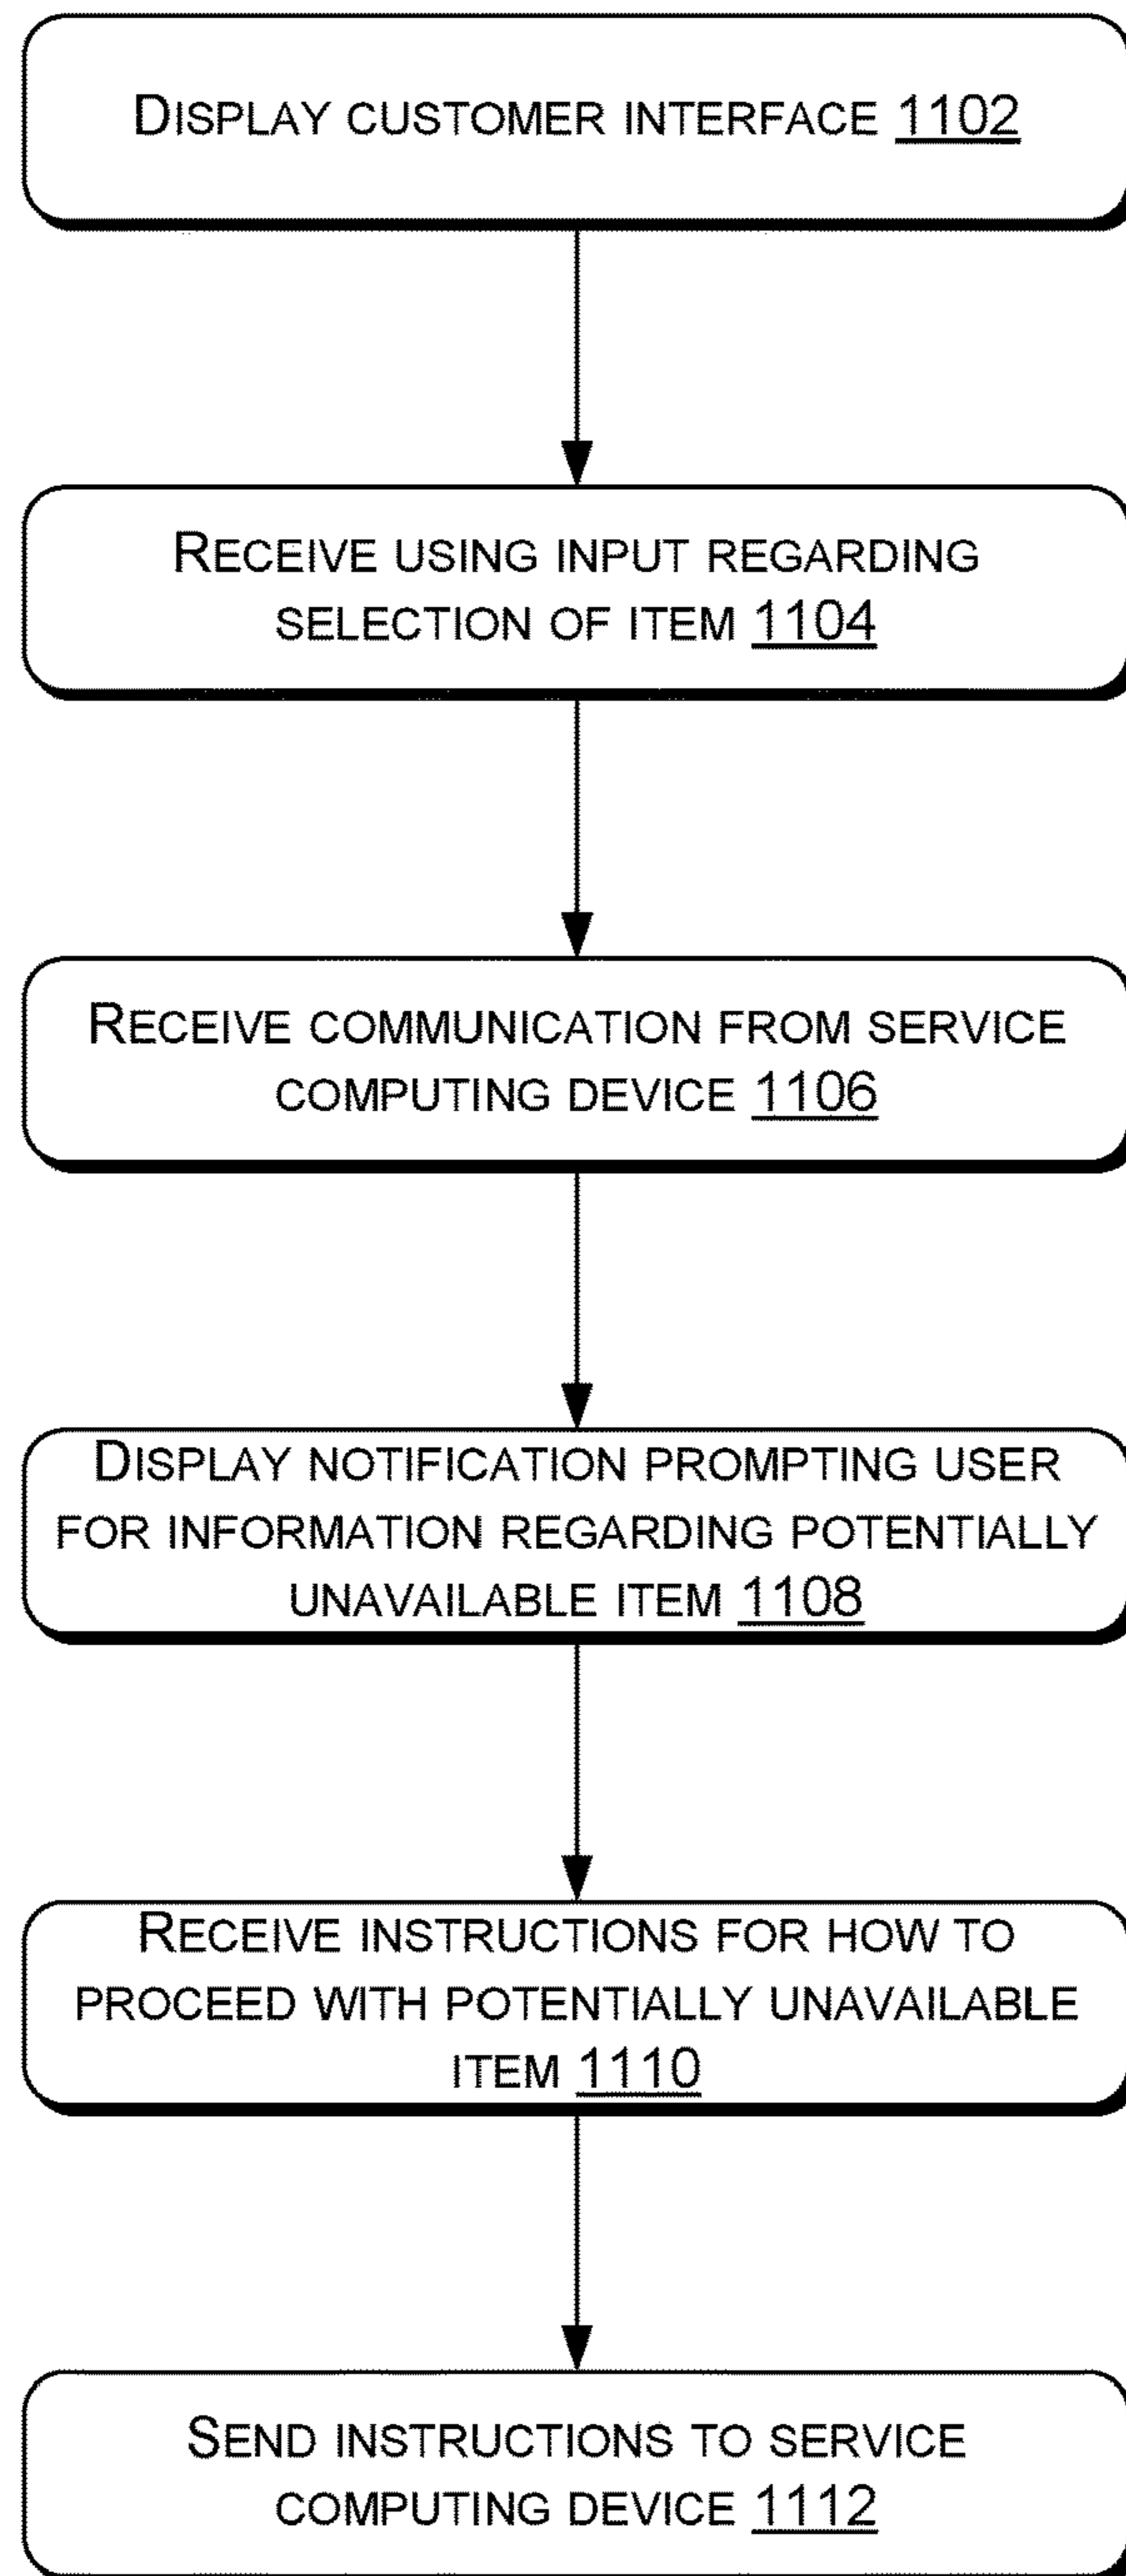 DISPLAY CUSTOMER INTERFACE 1102
RECEIVE USING INPUT REGARDING
SELECTION OF ITEM 1104
RECEIVE COMMUNICATION FROM SERVICE
COMPUTING DEVICE 1106
DISPLAY NOTIFICATION PROMPTING USER
FOR INFORMATION REGARDING POTENTIALLY
UNAVAILABLE ITEM 1108
RECEIVE INSTRUCTIONS FOR HOW TO
PROCEED WITH POTENTIALLY UNAVAILABLE
ITEM 1110
SEND INSTRUCTIONS TO SERVICE
COMPUTING DEVICE 1112